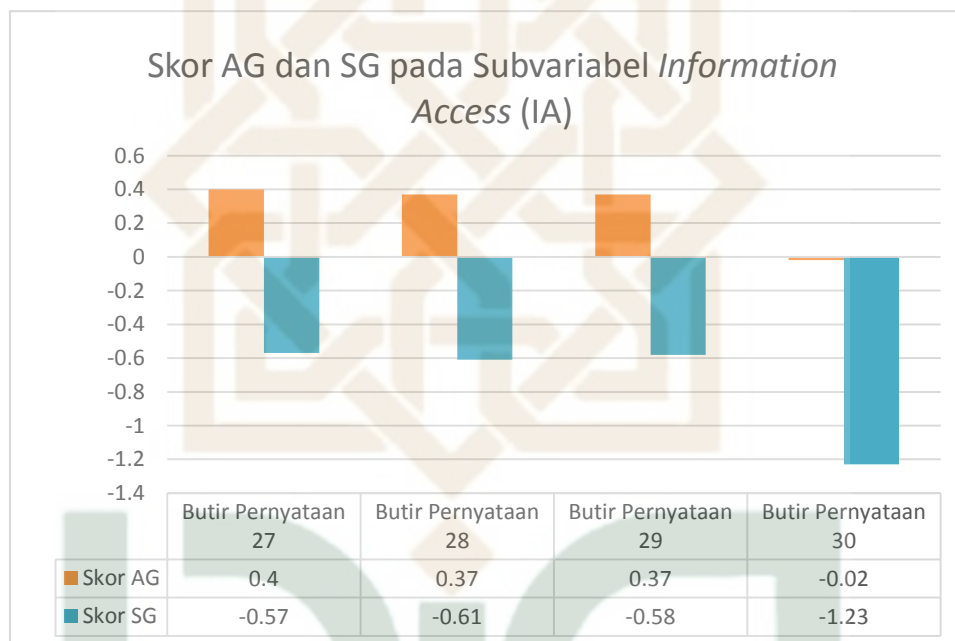 Skor AG dan SG pada Subvariabel Information
Access (IA)
0.6
0.4
0.2
0
-0.2
-0.4
-0.6
-0.8
-1
-1.2
-1.4
Butir Pernyataan 27 Butir Pernyataan 28 Butir Pernyataan 29 Butir Pernyataan 30
Skor AG 0.4 0.37 0.37 -0.02
Skor SG -0.57 -0.61 -0.58 -1.23